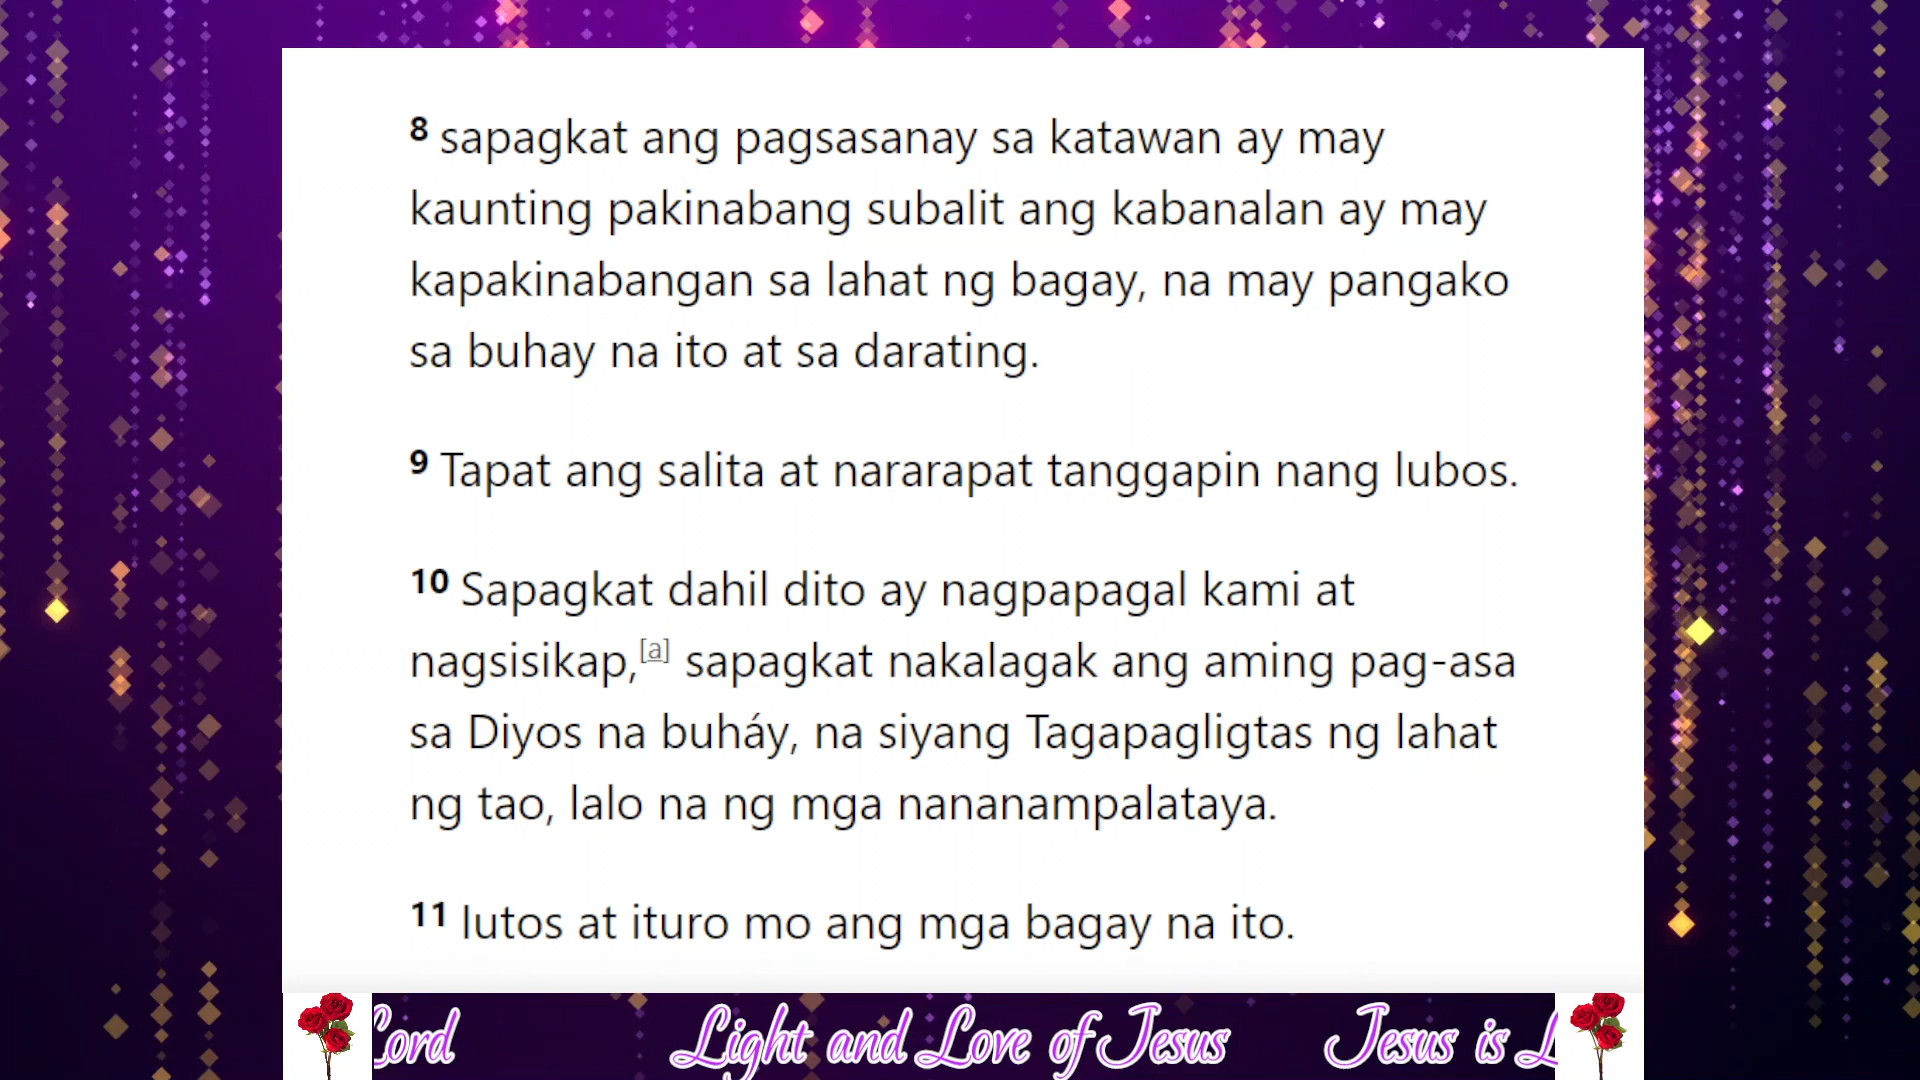 8 sapagkat ang pagsasanay sa katawan ay may
kaunting pakinabang subalit ang kabanalan ay may
kapakinabangan sa lahat ng bagay, na may pangako
sa buhay na ito at sa darating.
9 Tapat ang salita at nararapat tanggapin nang lubos.
10 Sapagkat dahil dito ay nagpapagal kami at
nagsisikap,[a] sapagkat nakalagak ang aming pag-asa
sa Diyos na buháy, na siyang Tagapagligtas ng lahat
ng tao, lalo na ng mga nananampalataya.
11 Iutos at ituro mo ang mga bagay na ito.
Lord Light and Love of Jesus Jesus is L